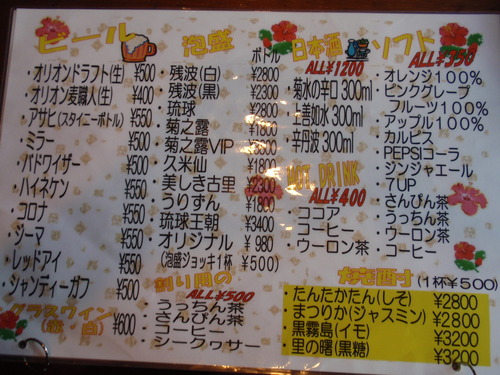 ビール
・オリオンドラフト(生) ¥500
・オリオン麦職人(生) ¥400
・アサヒ(スタイニーボトル) ¥550
・ミラー ¥500
・バドワイザー ¥500
・ハイネケン ¥550
・コロナ ¥550
・ジーマ ¥550
・レッドアイ ¥550
・シャンディーガフ ¥550
グラスワイン
(赤 白) ¥600
泡盛 ボトル
・残波(白) ¥2800
・残波(黒) ¥2300
・琉球 ¥2800
・菊之露 ¥1800
・菊之露VIP
・久米仙 ¥1800
・美しき古里 ¥2300
・うりずん ¥1800
・琉球王朝 ¥3400
・オリジナル ¥980
(泡盛ジョッキ1杯 ¥500)
割り用の
ALL¥500
・うっちん茶
・さんぴん茶
・コーヒー
・シークヮサー
日本酒
ALL¥1200
・菊水の辛口 300ml
・上善如水 300ml
・辛丹波 300ml
HOT DRINK
ALL¥400
・ココア
・コーヒー
・ウーロン茶
ソフト
ALL¥350
・オレンジ100%
・ピンクグレープ
フルーツ100%
・アップル100%
・カルピス
・PEPSIコーラ
・ジンジャエール
・7UP
・さんぴん茶
・うっちん茶
・ウーロン茶
・コーヒー
(1杯¥500)
・たんたかたん(しそ) ¥2800
・まつりか(ジャスミン) ¥2800
・黒霧島(イモ) ¥3200
・里の曙(黒糖) ¥3200